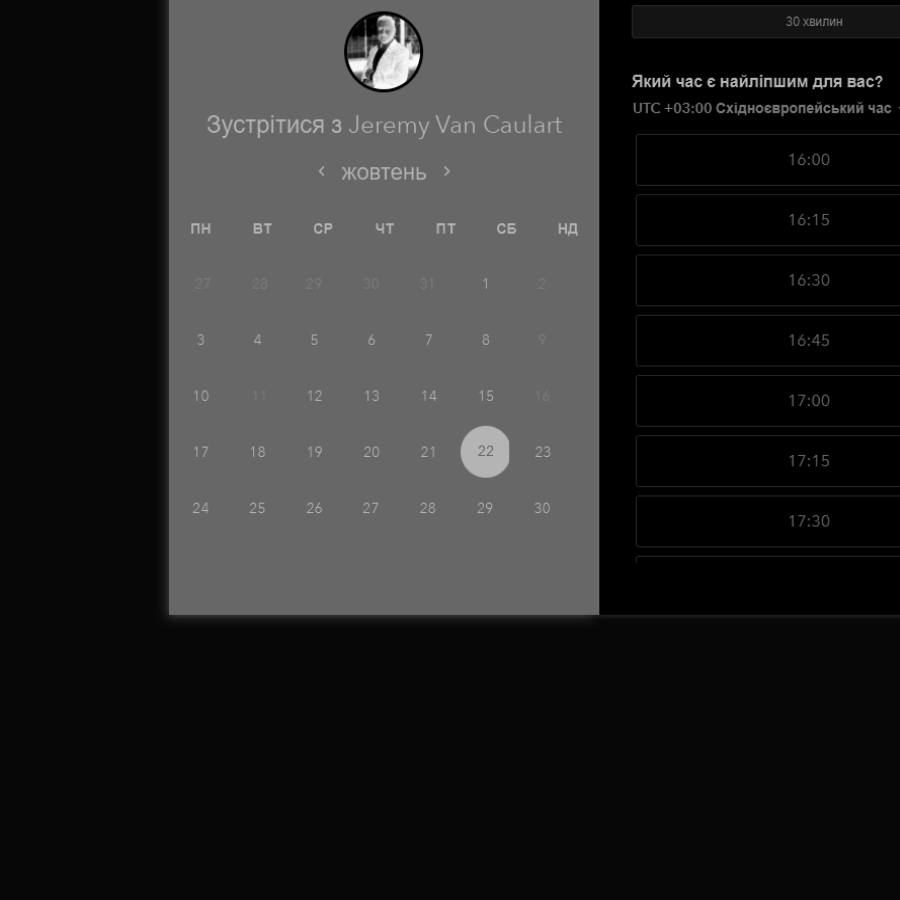 Зустрітися з Jeremy Van Caulart
жовтень
ПН ВТ СР ЧТ ПТ СБ НД
27 28 29 30 31 1 2
3 4 5 6 7 8 9
10 11 12 13 14 15 16
17 18 19 20 21 22 23
24 25 26 27 28 29 30
30 хвилин
Який час є найліпшим для вас?
UTC +03:00 Східноєвропейський час
16:00
16:15
16:30
16:45
17:00
17:15
17:30